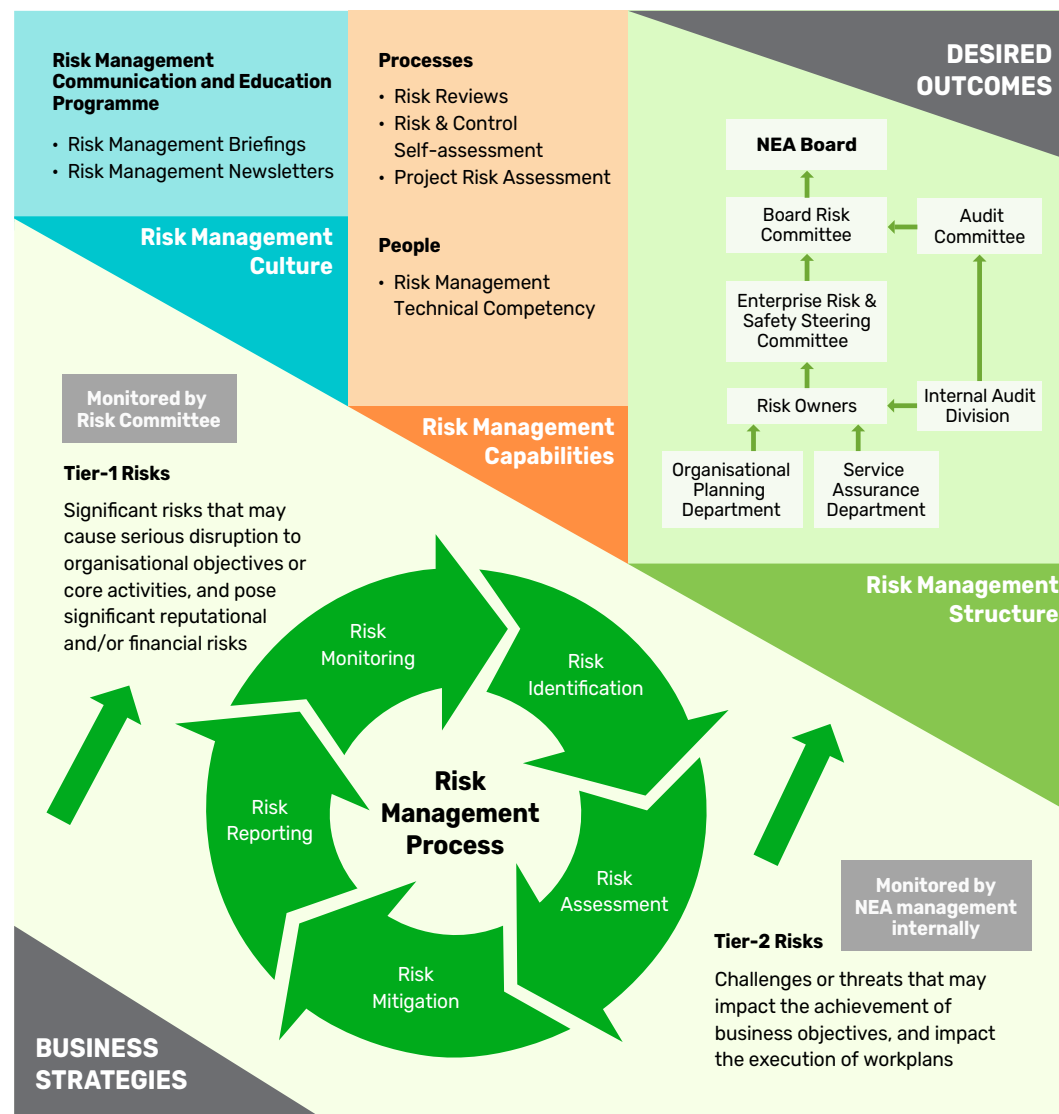 Risk Management
Communication and Education
Programme
• Risk Management Briefings
• Risk Management Newsletters
Risk Management
Culture
Processes
• Risk Reviews
• Risk & Control
Self-assessment
• Project Risk Assessment
People
• Risk Management
Technical Competency
Risk Management
Capabilities
DESIRED
OUTCOMES
NEA Board
Board Risk
Committee
Audit
Committee
Enterprise Risk &
Safety Steering
Committee
Risk Owners
Internal Audit
Division
Organisational
Planning
Department
Service
Assurance
Department
Risk Management
Structure
Monitored by
Risk Committee
Tier-1 Risks
Significant risks that may
cause serious disruption to
organisational objectives or
core activities, and pose
significant reputational
and/or financial risks
Risk
Management
Process
Risk
Identification
Risk
Assessment
Risk
Mitigation
Risk
Reporting
Risk
Monitoring
Monitored by
NEA management
internally
Tier-2 Risks
Challenges or threats that may
impact the achievement of
business objectives, and impact
the execution of workplans
BUSINESS
STRATEGIES